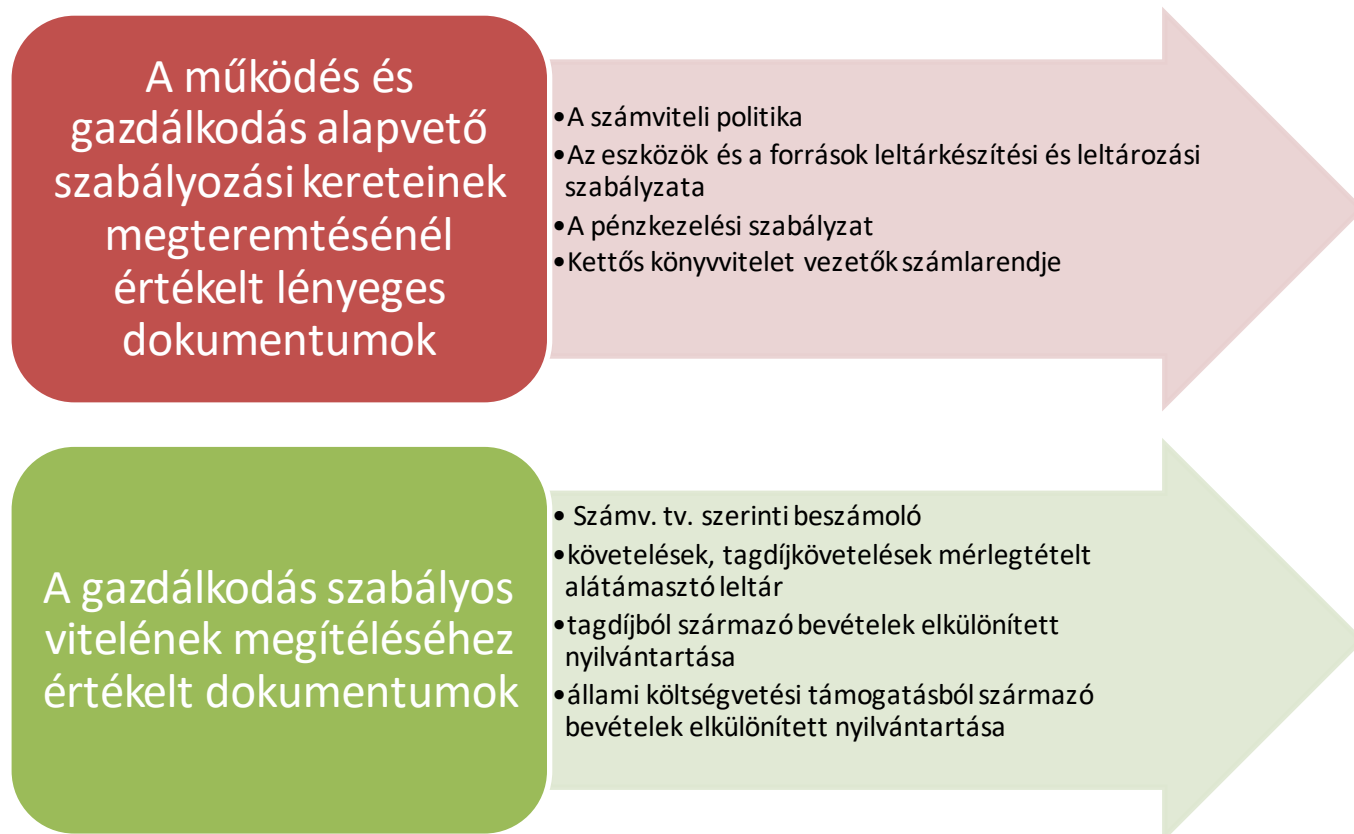 A működés és
gazdálkodás alapvető
szabályozási kereteinek
megteremtésénél
értékelt lényeges
dokumentumok
•A számviteli politika
•Az eszközök és a források leltárkészítési és leltározási
szabályzata
•A pénzkezelési szabályzat
•Kettős könyvvitelet vezetők számlarendje
A gazdálkodás szabályos
vitelének megítéléséhez
értékelt dokumentumok
• Számv. tv. szerinti beszámoló
•követelések, tagdíjkövetelések mérlegtételt
alátámasztó leltár
•tagdíjból származó bevételek elkülönített
nyilvántartása
•állami költségvetési támogatásból származó
bevételek elkülönített nyilvántartása